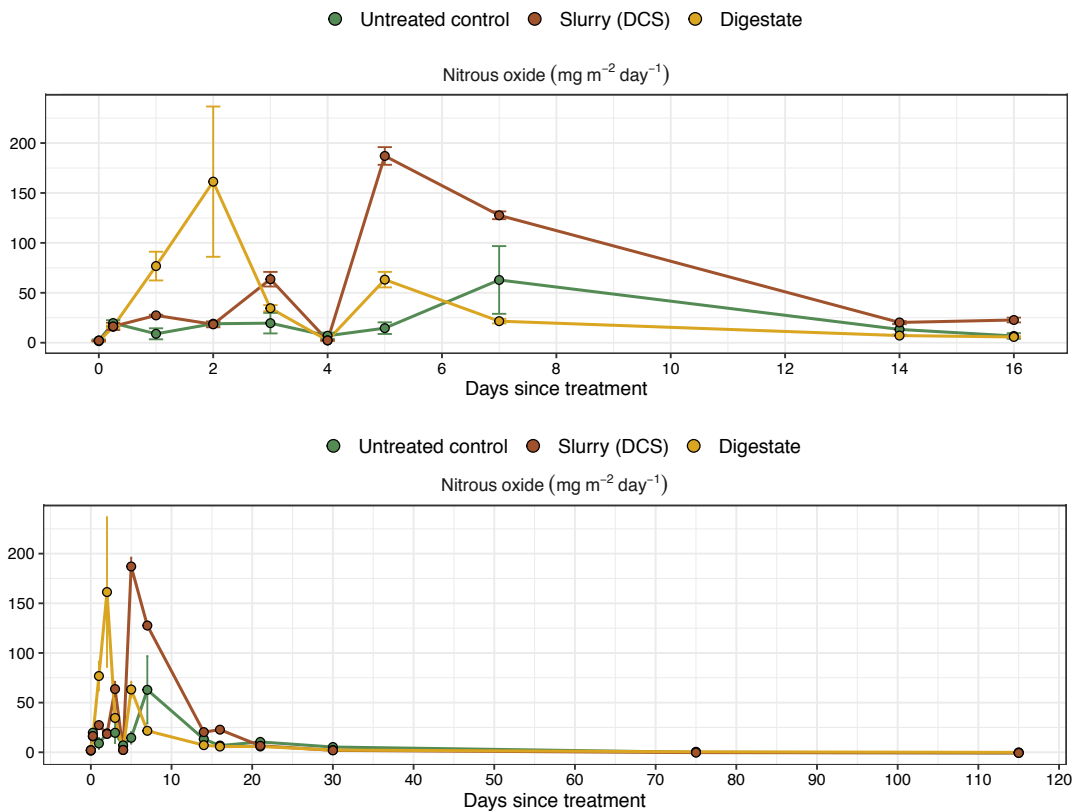 Untreated control Slurry (DCS) Digestate
Nitrous oxide (mg m⁻² day⁻¹)
200
150
100
50
0
0 2 4 6 8 10 12 14 16
Days since treatment
Untreated control Slurry (DCS) Digestate
Nitrous oxide (mg m⁻² day⁻¹)
200
150
100
50
0
0 10 20 30 40 50 60 70 80 90 100 110 120
Days since treatment